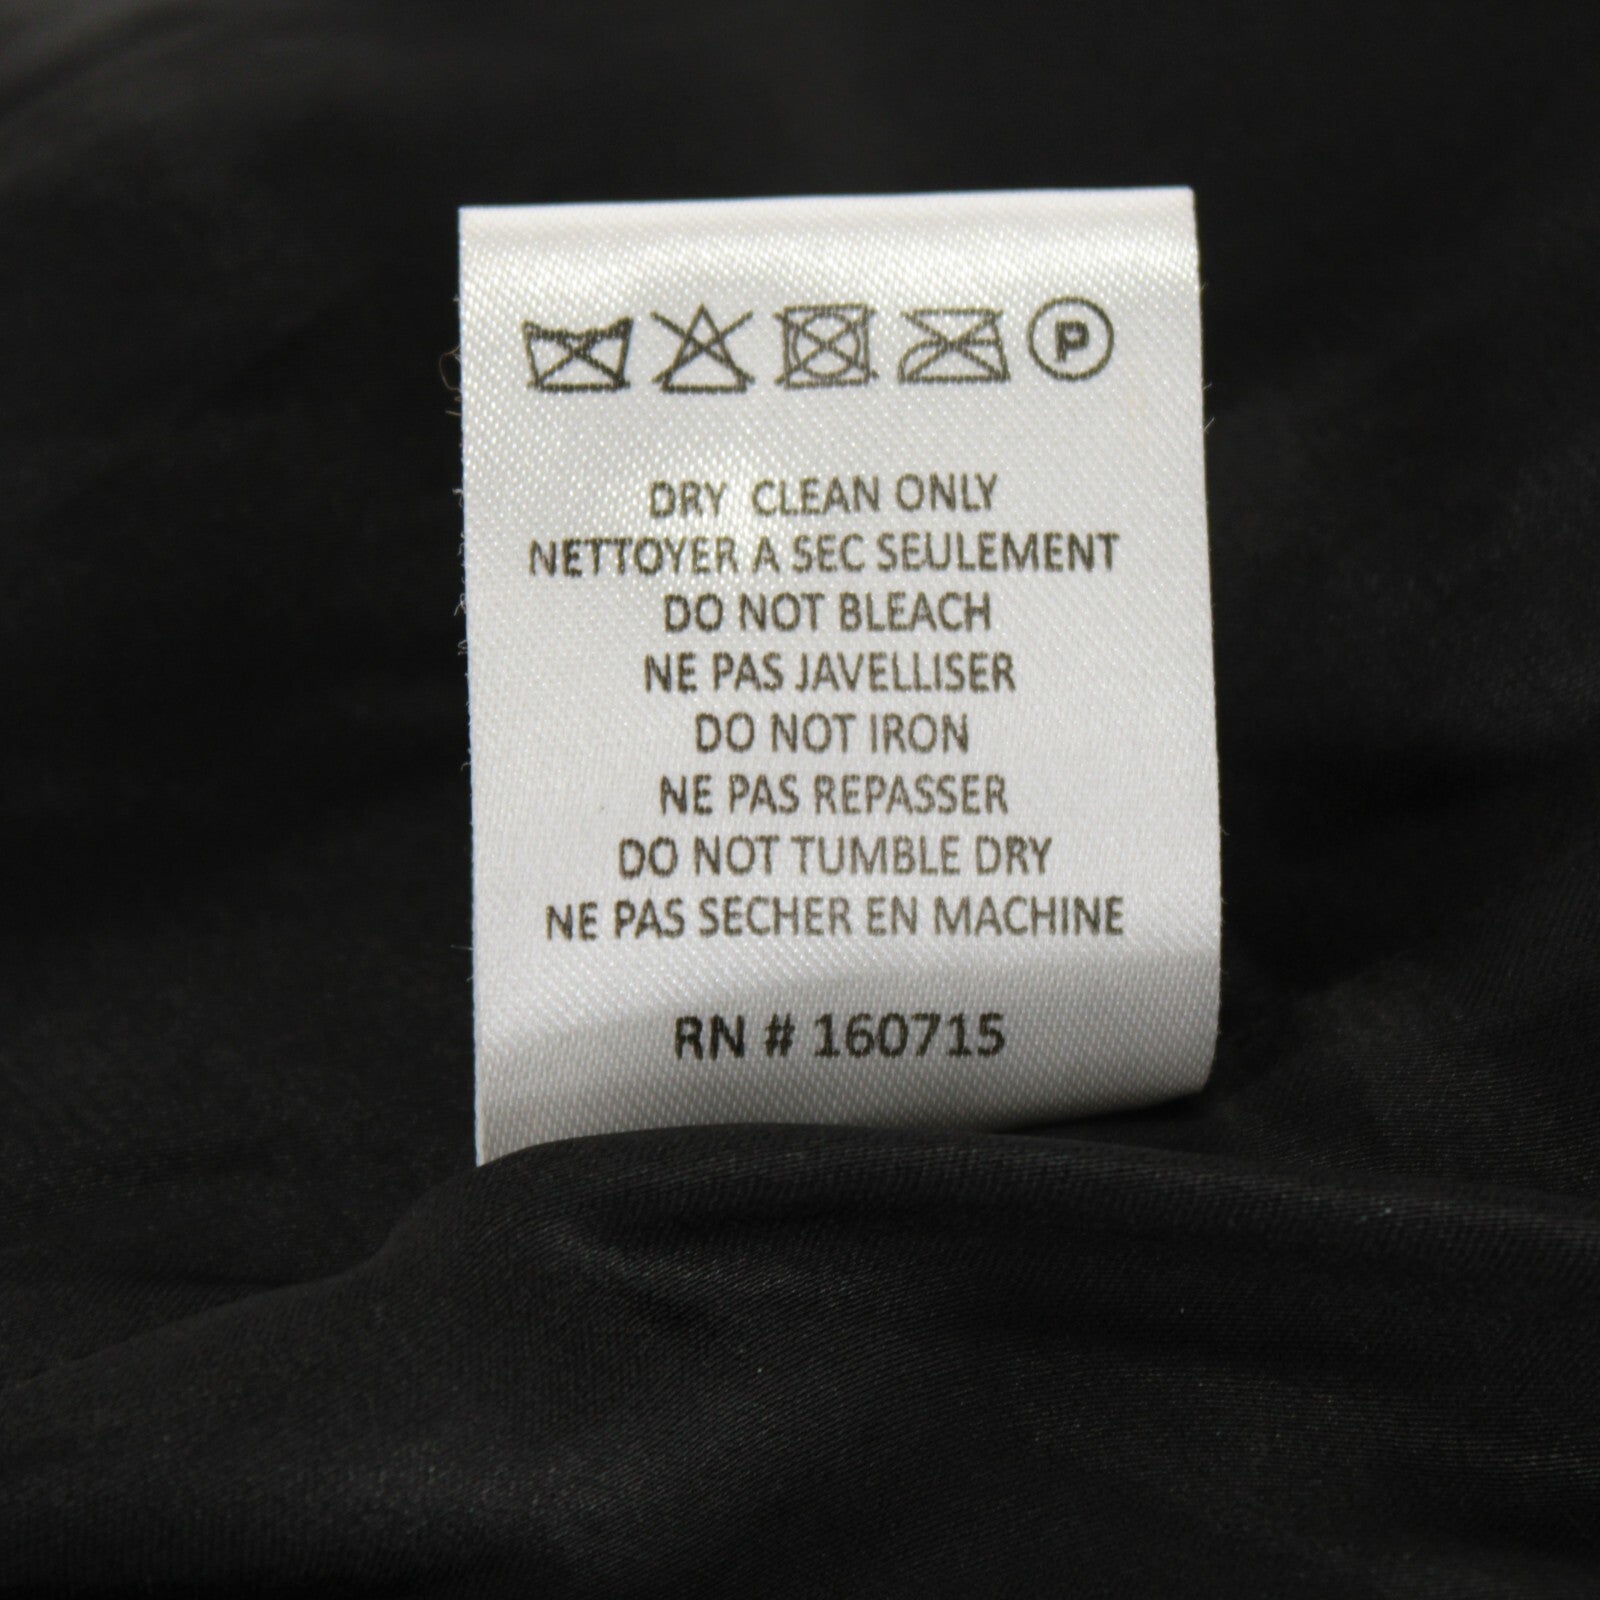 P
DRY CLEAN ONLY
NETTOYER A SEC SEULEMENT
DO NOT BLEACH
NE PAS JAVELLISER
DO NOT IRON
NE PAS REPASSER
DO NOT TUMBLE DRY
NE PAS SECHER EN MACHINE
RN # 160715